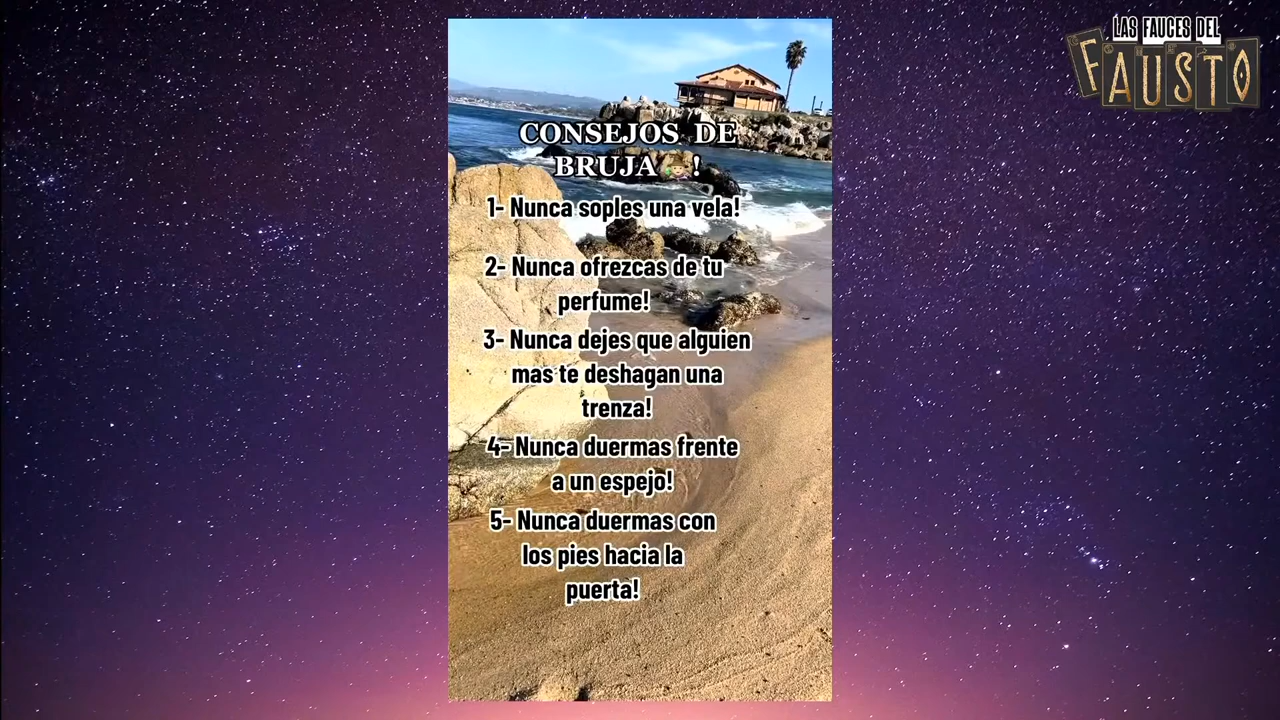 LAS FAUCES DEL
FAUSTO
CONSEJOS DE
BRUJA !
1- Nunca soples una vela!
2- Nunca ofrezcas de tu
perfume!
3- Nunca dejes que alguien
mas te deshagan una
trenza!
4- Nunca duermas frente
a un espejo!
5- Nunca duermas con
los pies hacia la
puerta!